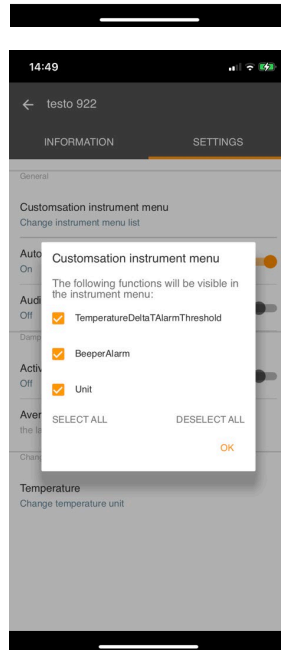 14:49
testo 922
INFORMATION
SETTINGS
General
Customsation instrument menu
Change instrument menu list
Auto
On
Customsation instrument menu
The following functions will be visible in
the instrument menu:
Audi
Off
TemperatureDeltaTAlarmThreshold
Damp
BeeperAlarm
Activ
Off
Unit
Aver
the la
SELECT ALL
DESELECT ALL
OK
Chang
Temperature
Change temperature unit